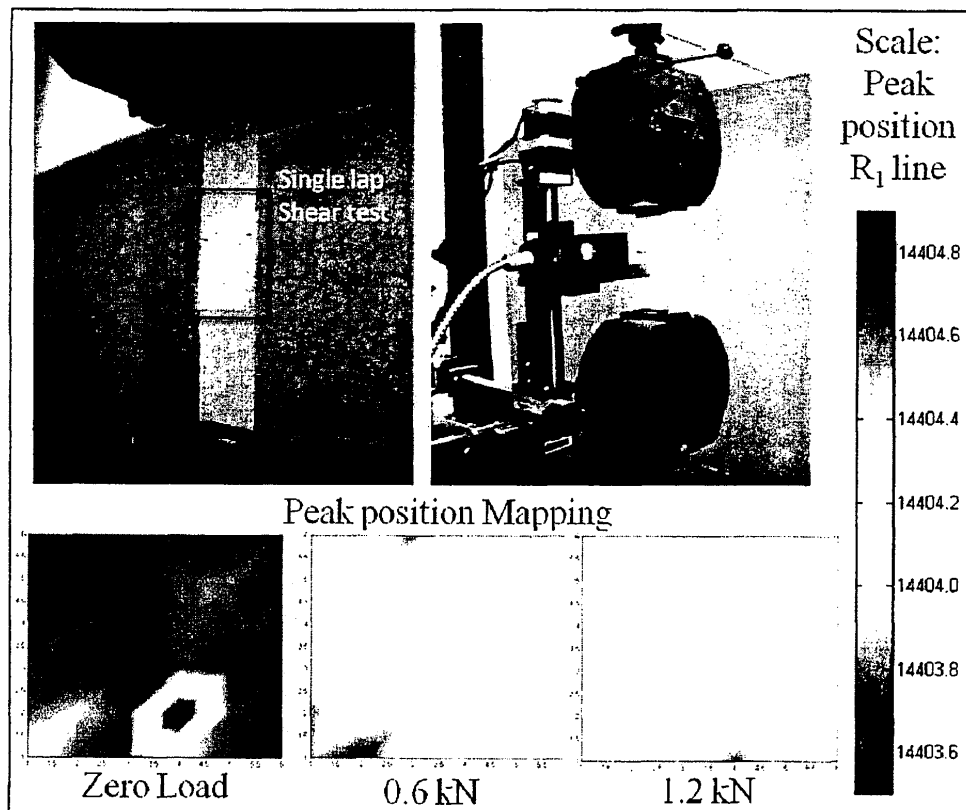 Single lap
Shear test
Scale:
Peak
position
R₁ line
14404.8
14404.6
14404.4
14404.2
14404.0
14403.8
14403.6
Peak position Mapping
Zero Load
0.6 kN
1.2 kN